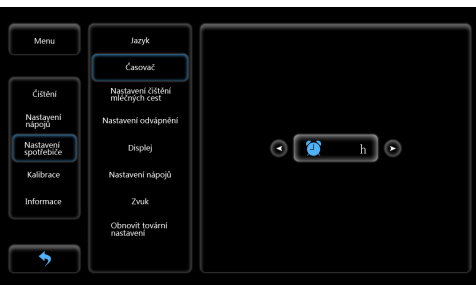 Menu
Čištění
Nastavení
nápojů
Nastavení
spotřebiče
Kalibrace
Informace
Jazyk
Časovač
Nastavení čištění
mléčných cest
Nastavení odvápnění
Displej
Nastavení nápojů
Zvuk
Obnovit tovární
nastavení
h